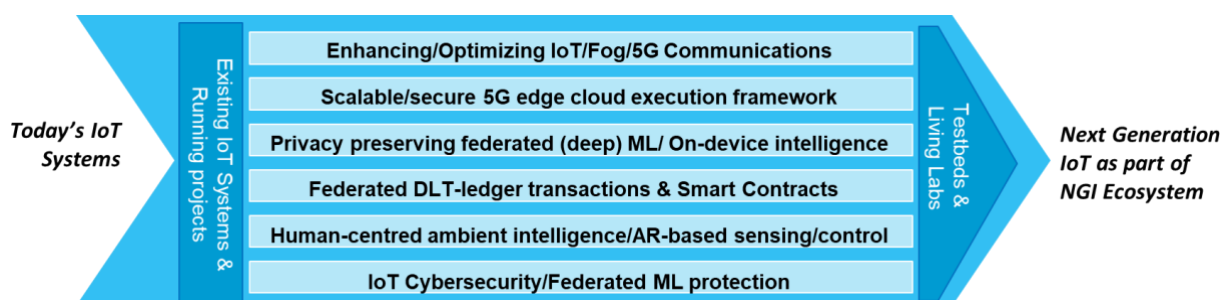 Today's IoT
Systems
Existing IoT Systems &
Running projects
Enhancing/Optimizing IoT/Fog/5G Communications
Scalable/secure 5G edge cloud execution framework
Privacy preserving federated (deep) ML/ On-device intelligence
Federated DLT-ledger transactions & Smart Contracts
Human-centred ambient intelligence/AR-based sensing/control
IoT Cybersecurity/Federated ML protection
Testbeds &
Living Labs
Next Generation
IoT as part of
NGI Ecosystem